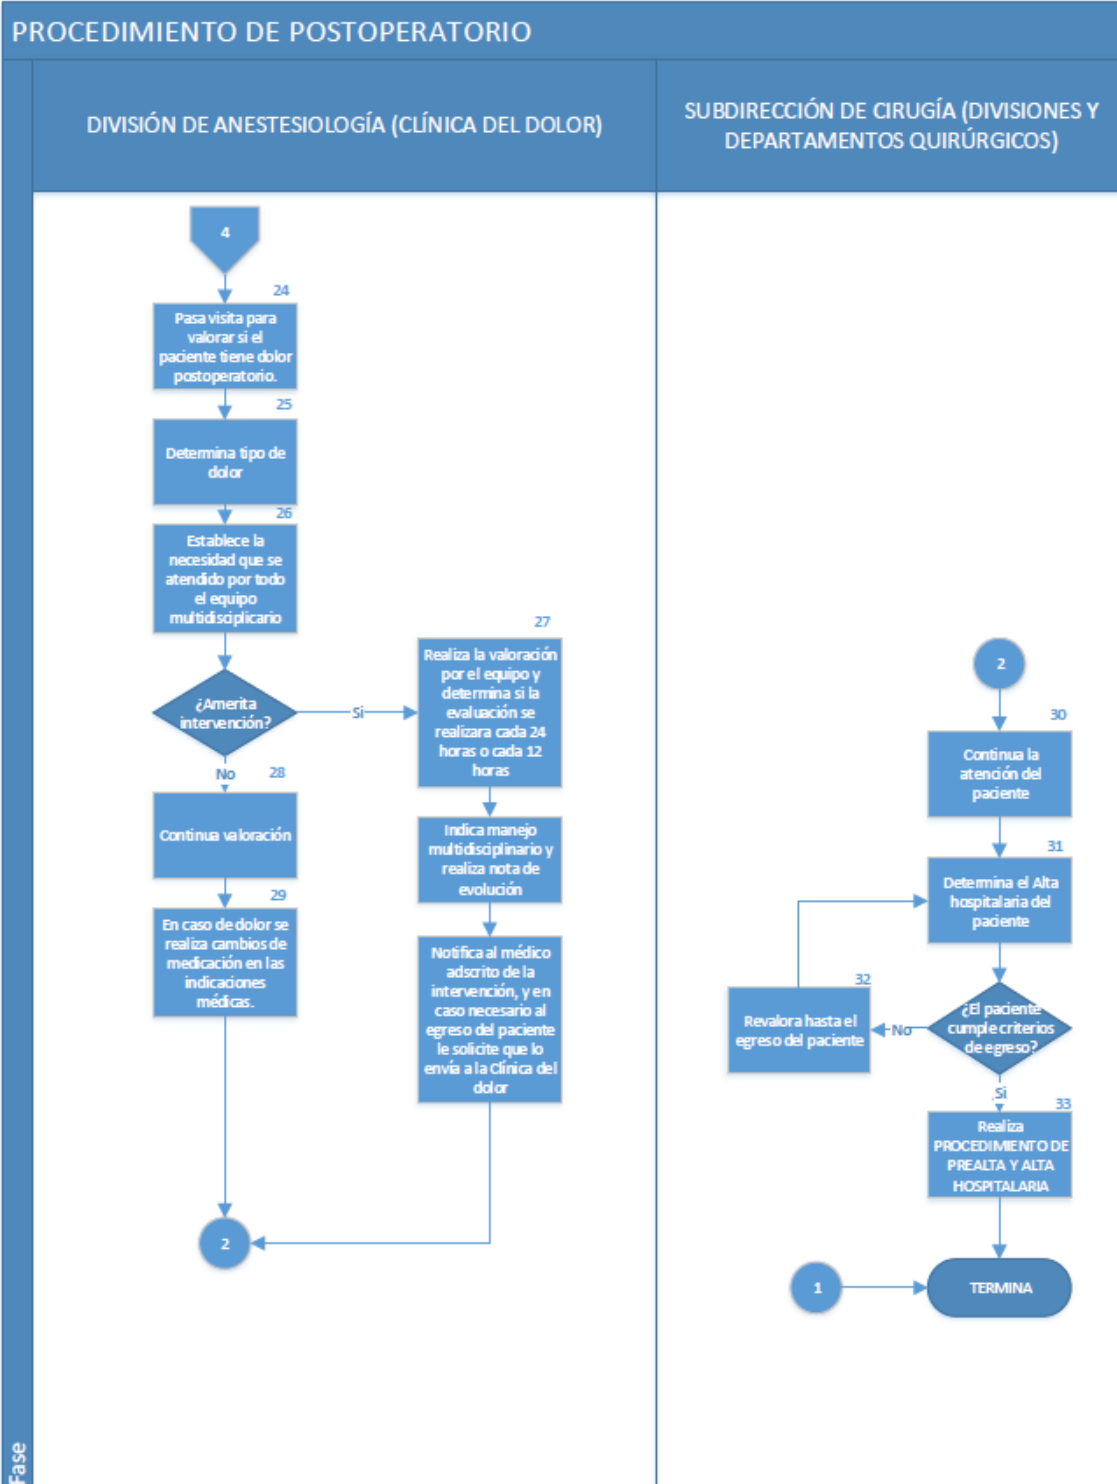 PROCEDIMIENTO DE POSTOPERATORIO
DIVISIÓN DE ANESTESIOLOGÍA (CLÍNICA DEL DOLOR)
SUBDIRECCIÓN DE CIRUGÍA (DIVISIONES Y
DEPARTAMENTOS QUIRÚRGICOS)
4
24
Pasa visita para
valorar si el
paciente tiene dolor
postoperatorio.
25
Determina tipo de
dolor
26
Establece la
necesidad que se
atendido por todo
el equipo
multidisciplicario
¿Amerita
intervención?
Si
No
27
Realiza la valoración
por el equipo y
determina si la
evaluación se
realizara cada 24
horas o cada 12
horas
28
Continua valoración
Indica manejo
multidisciplinario y
realiza nota de
evolución
29
En caso de dolor se
realiza cambios de
medicación en las
indicaciones
médicas.
Notifica al médico
adscrito de la
intervención, y en
caso necesario al
egreso del paciente
le solicite que lo
envía a la Clínica del
dolor
2
2
30
Continua la
atención del
paciente
31
Determina el Alta
hospitalaria del
paciente
¿El paciente
cumple criterios
de egreso?
No
32
Revalora hasta el
egreso del paciente
Si
33
Realiza
PROCEDIMIENTO DE
PREALTA Y ALTA
HOSPITALARIA
1
TERMINA
Fase